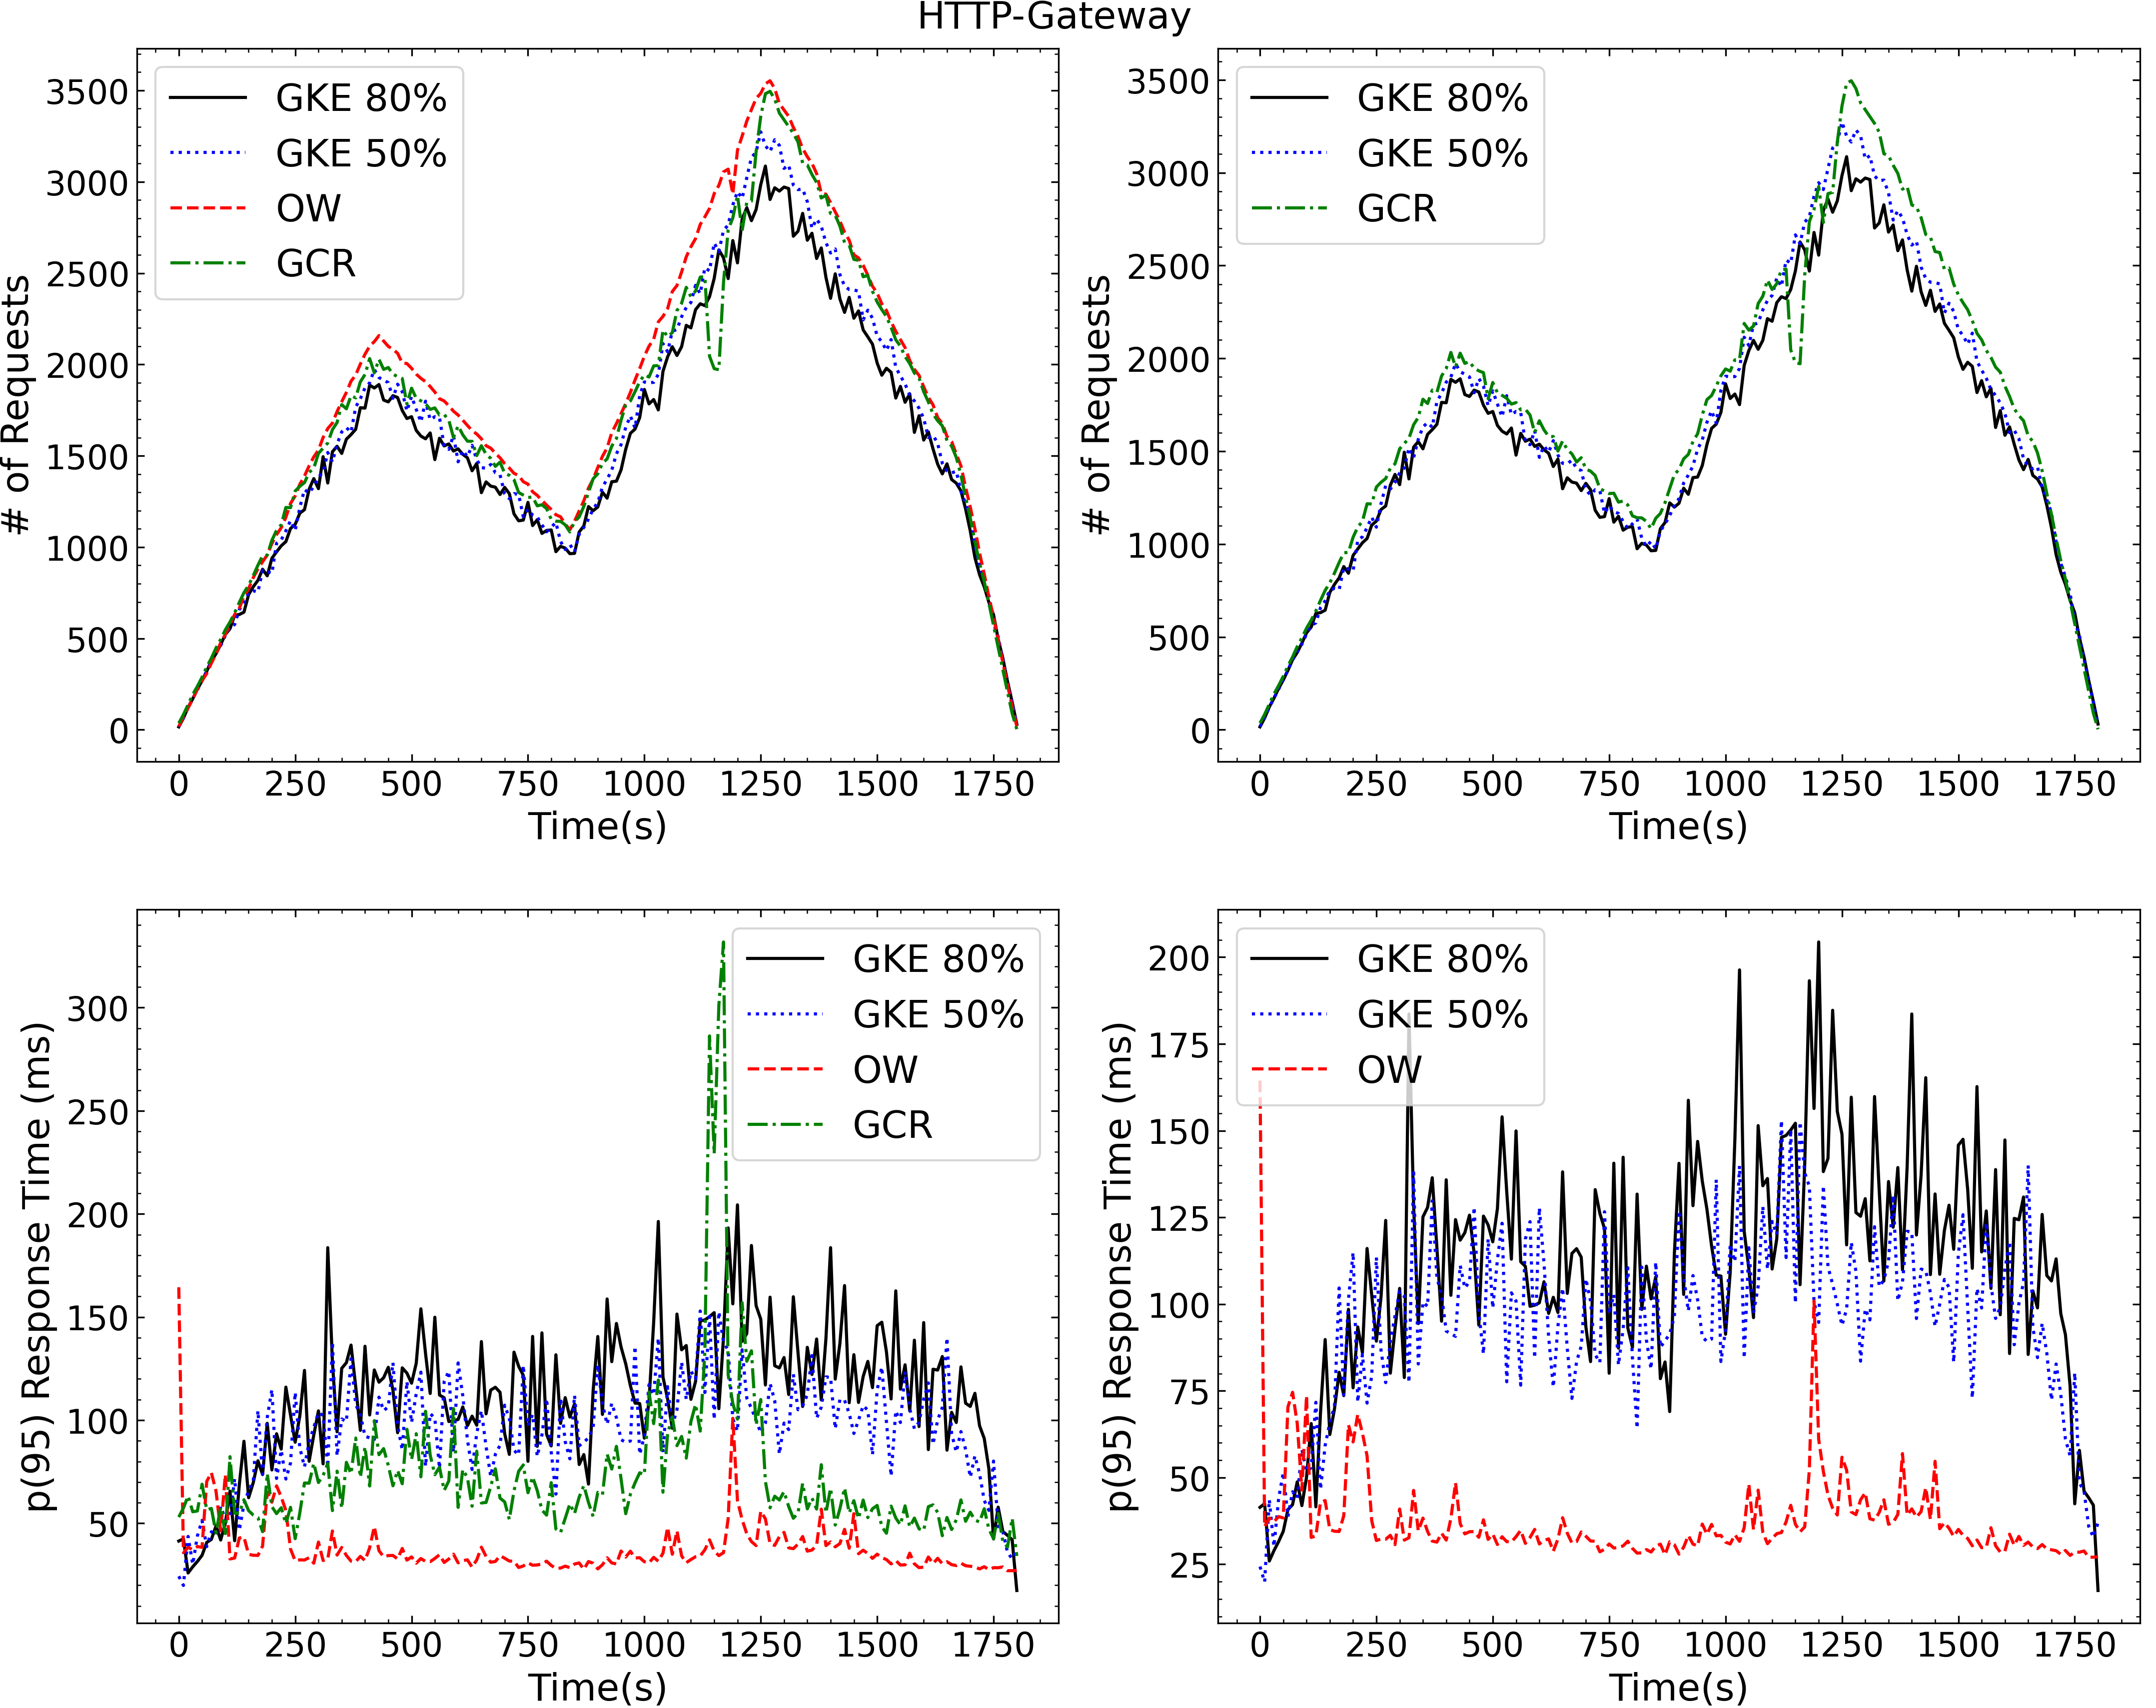 HTTP-Gateway
# of Requests
3500
3000
2500
2000
1500
1000
500
0
GKE 80%
GKE 50%
OW
GCR
0 250 500 750 1000 1250 1500 1750
Time(s)
# of Requests
3500
3000
2500
2000
1500
1000
500
0
GKE 80%
GKE 50%
GCR
0 250 500 750 1000 1250 1500 1750
Time(s)
p(95) Response Time (ms)
300
250
200
150
100
50
GKE 80%
GKE 50%
OW
GCR
0 250 500 750 1000 1250 1500 1750
Time(s)
p(95) Response Time (ms)
200
175
150
125
100
75
50
25
GKE 80%
GKE 50%
OW
0 250 500 750 1000 1250 1500 1750
Time(s)